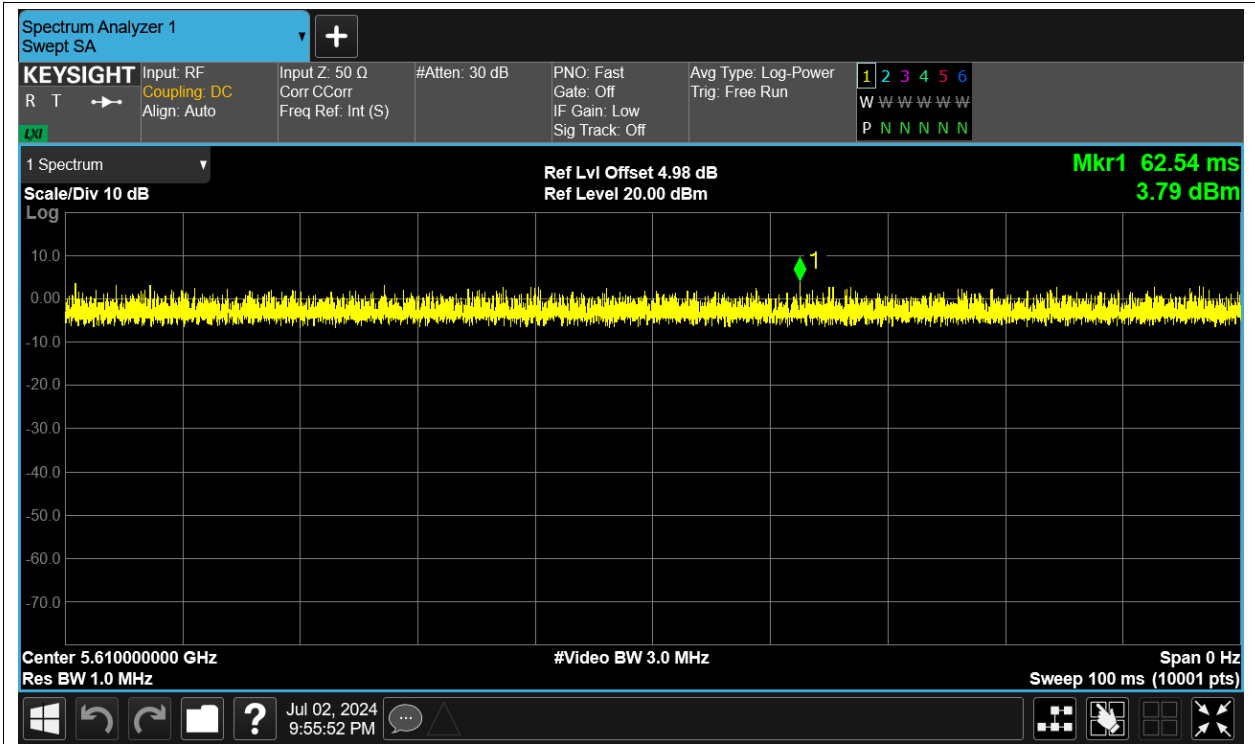 Spectrum Analyzer 1
Swept SA
KEYSIGHT
R T
LXI
Input: RF
Coupling: DC
Align: Auto
Input Z: 50 Ω
Corr CCorr
Freq Ref: Int (S)
#Atten: 30 dB
PNO: Fast
Gate: Off
IF Gain: Low
Sig Track: Off
Avg Type: Log-Power
Trig: Free Run
1 2 3 4 5 6
W W W W W W
P N N N N N
1 Spectrum
Scale/Div 10 dB
Ref Lvl Offset 4.98 dB
Ref Level 20.00 dBm
Mkr1 62.54 ms
3.79 dBm
Log
10.0
0.00
-10.0
-20.0
-30.0
-40.0
-50.0
-60.0
-70.0
1
Center 5.610000000 GHz
#Video BW 3.0 MHz
Span 0 Hz
Res BW 1.0 MHz
Sweep 100 ms (10001 pts)
?
Jul 02, 2024
9:55:52 PM